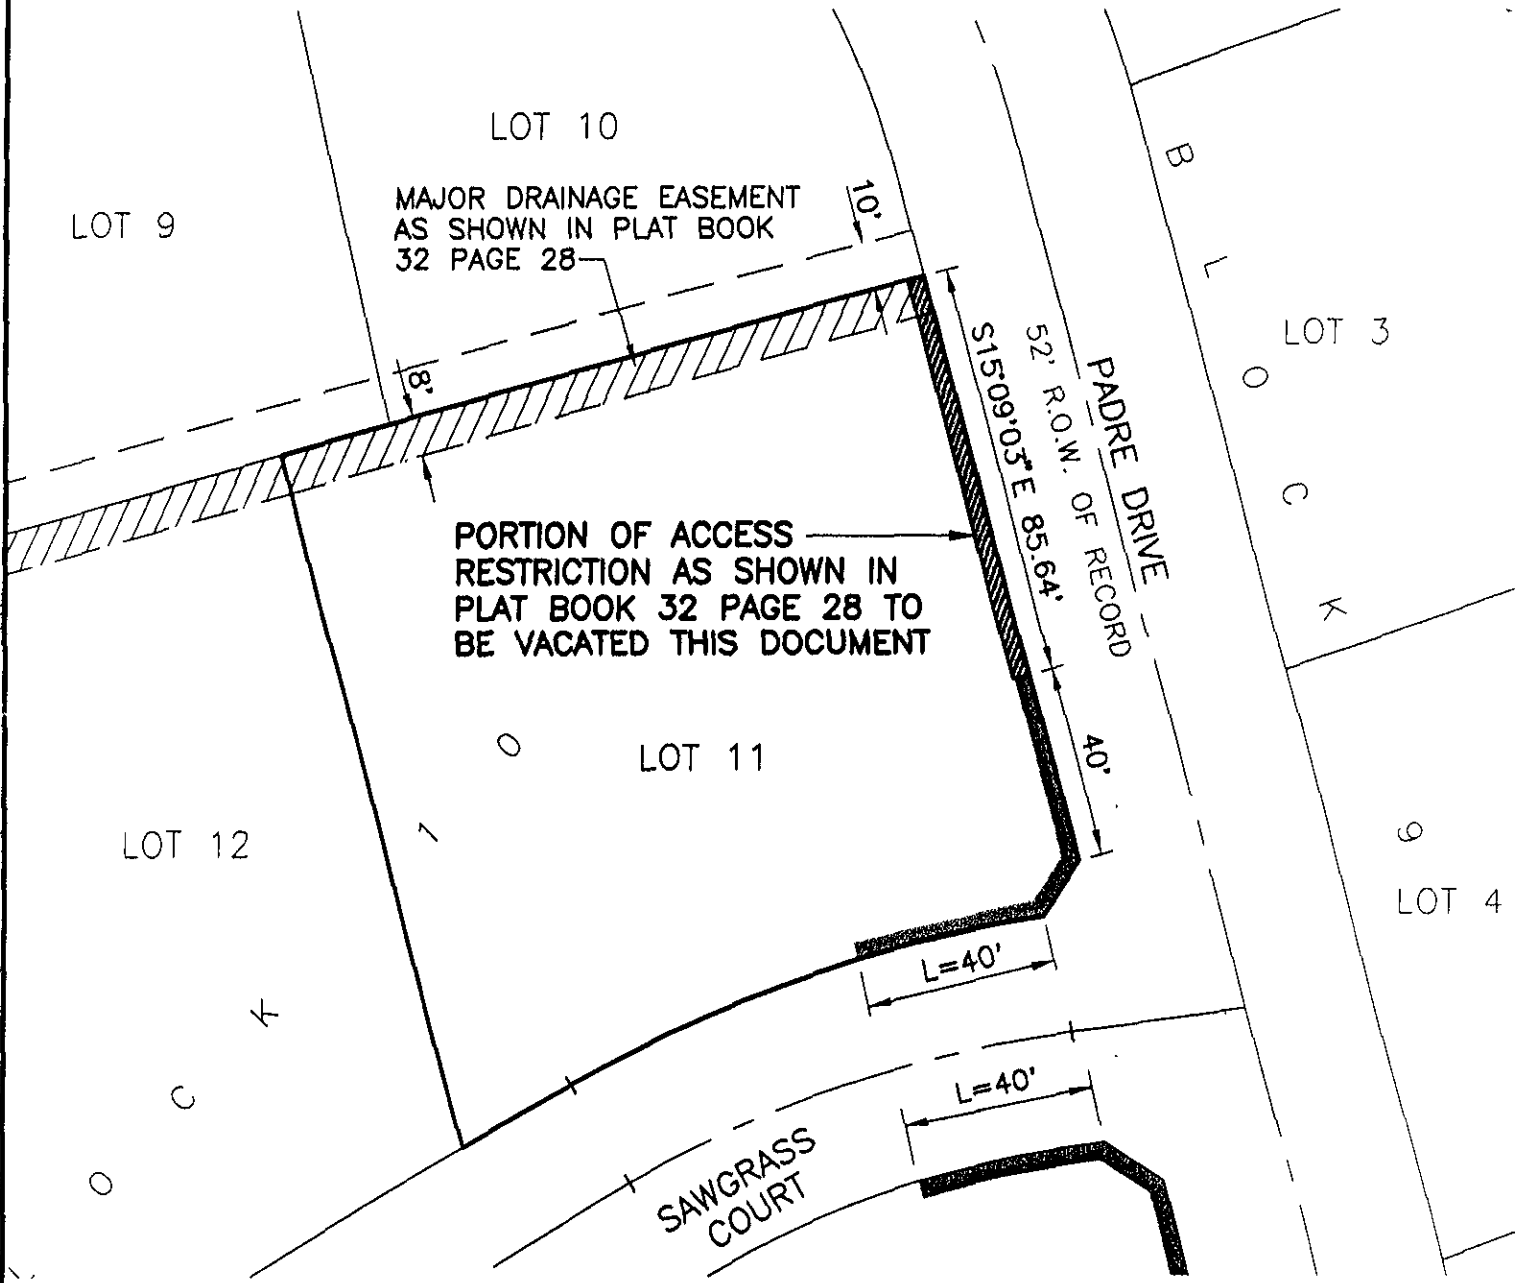 LOT 10
LOT 9
MAJOR DRAINAGE EASEMENT
AS SHOWN IN PLAT BOOK
32 PAGE 28
10'
8'
BLOCK 9
LOT 3
PADRE DRIVE
52' R.O.W. OF RECORD
S15°09'03"E 85.64'
PORTION OF ACCESS
RESTRICTION AS SHOWN IN
PLAT BOOK 32 PAGE 28 TO
BE VACATED THIS DOCUMENT
40'
LOT 11
LOT 12
OCK 10
LOT 4
L=40'
L=40'
SAWGRASS
COURT